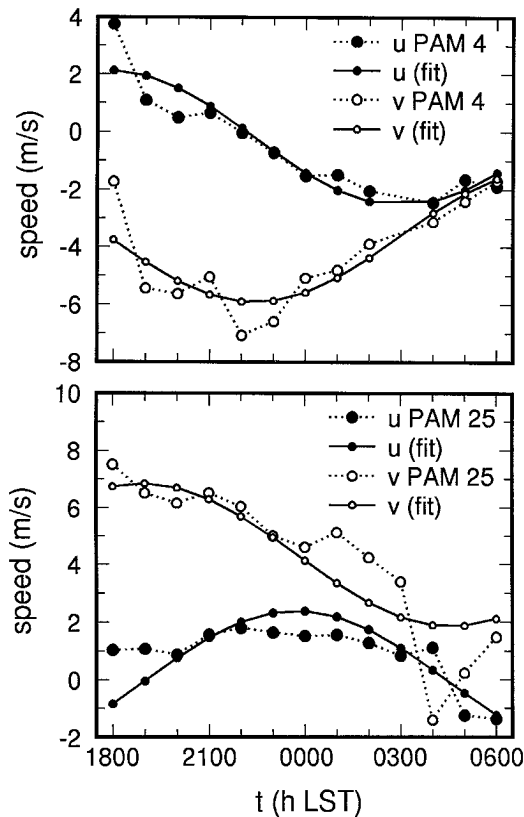 4
2
0
-2
-4
-6
-8
speed (m/s)
u PAM 4
u (fit)
v PAM 4
v (fit)
10
8
6
4
2
0
-2
speed (m/s)
u PAM 25
u (fit)
v PAM 25
v (fit)
1800 2100 0000 0300 0600
t (h LST)